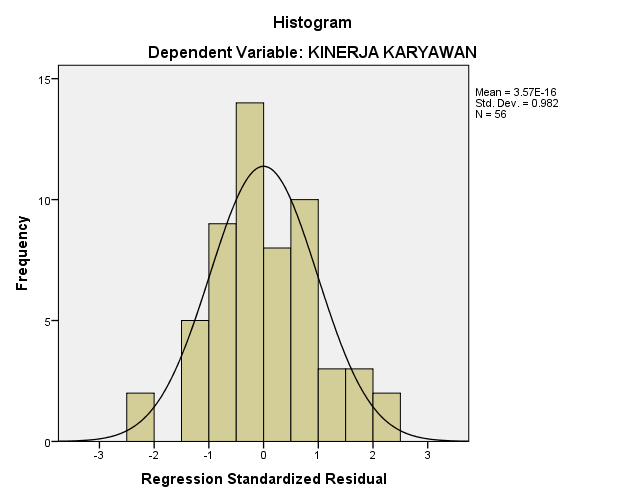 Histogram
Dependent Variable: KINERJA KARYAWAN
Mean = 3.57E-16
Std. Dev. = 0.982
N = 56
Frequency
15
10
5
0
-3 -2 -1 0 1 2 3
Regression Standardized Residual